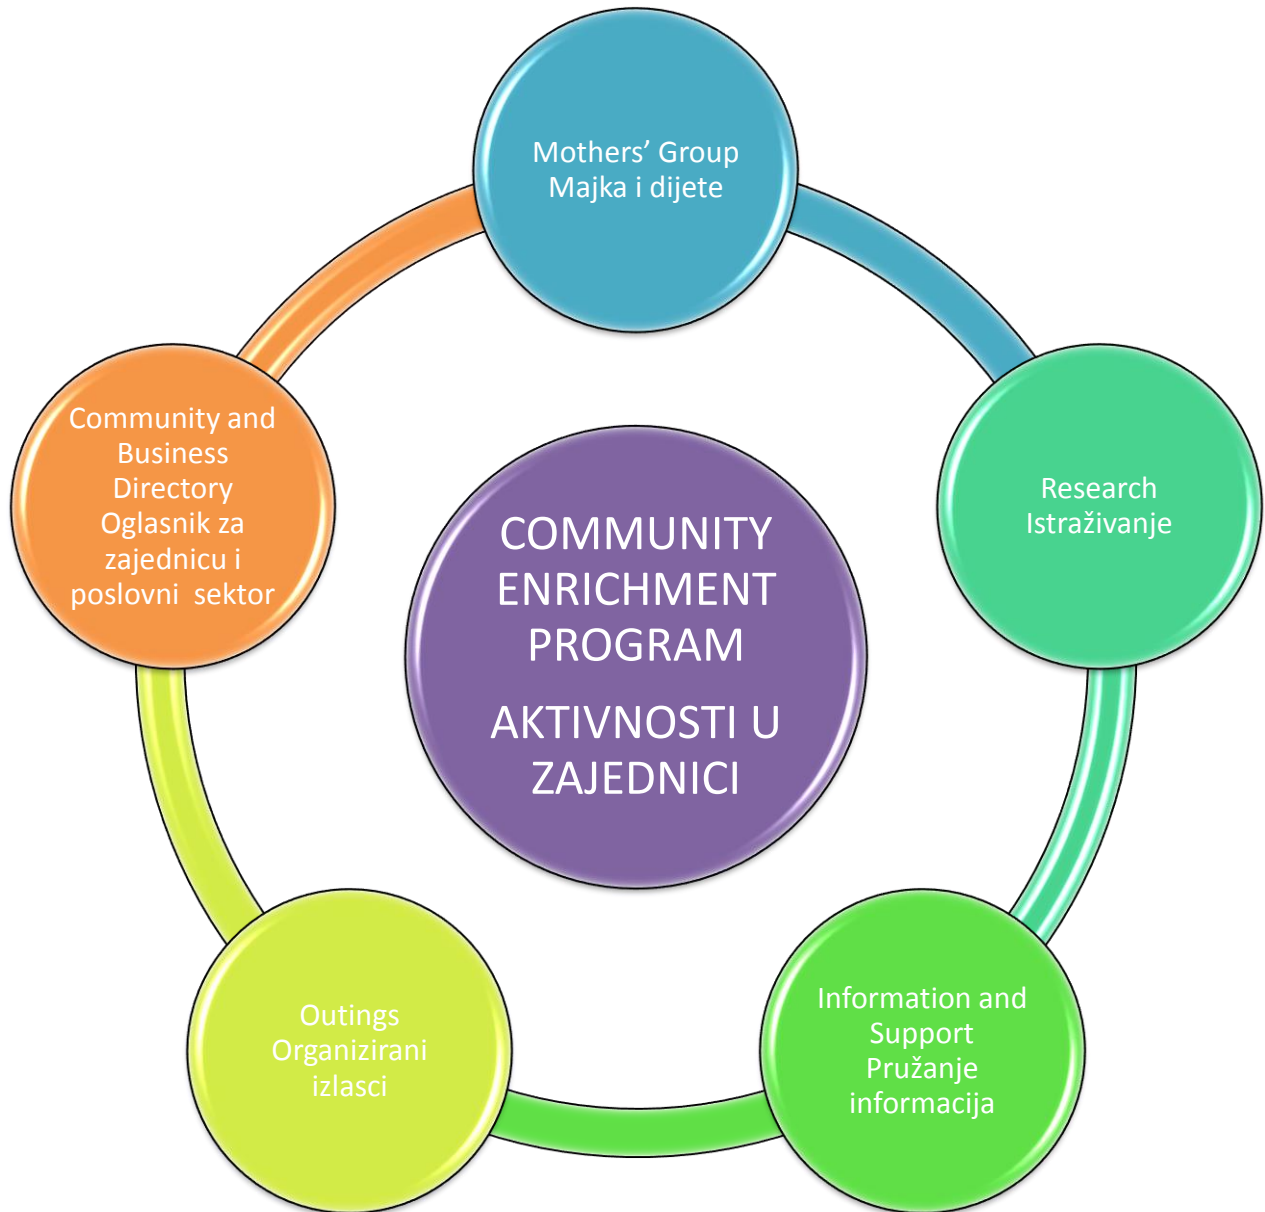 Mothers’ Group
Majka i dijete
Community and
Business
Directory
Oglasnik za
zajednicu i
poslovni  sektor
Research
Istraživanje
COMMUNITY
ENRICHMENT
PROGRAM
AKTIVNOSTI U
ZAJEDNICI
Outings
Organizirani
izlasci
Information and
Support
Pružanje
informacija